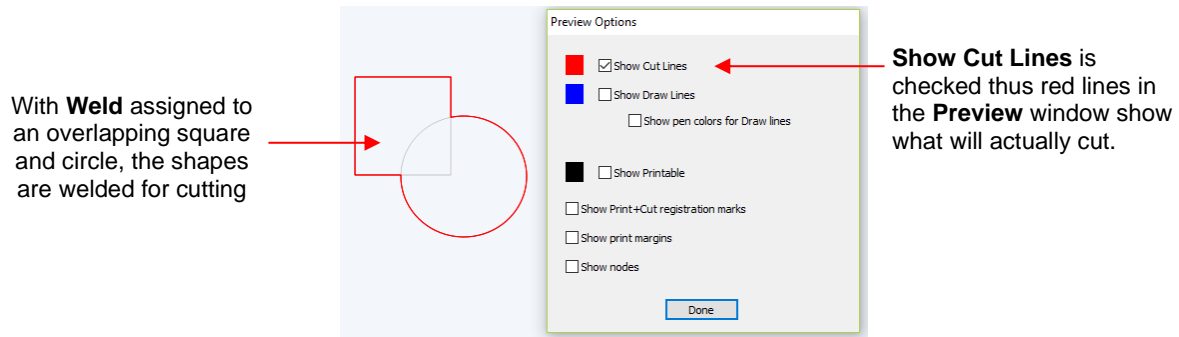 With Weld assigned to
an overlapping square
and circle, the shapes
are welded for cutting
Preview Options
Show Cut Lines
Show Draw Lines
Show pen colors for Draw lines
Show Printable
Show Print+Cut registration marks
Show print margins
Show nodes
Done
Show Cut Lines is
checked thus red lines in
the Preview window show
what will actually cut.